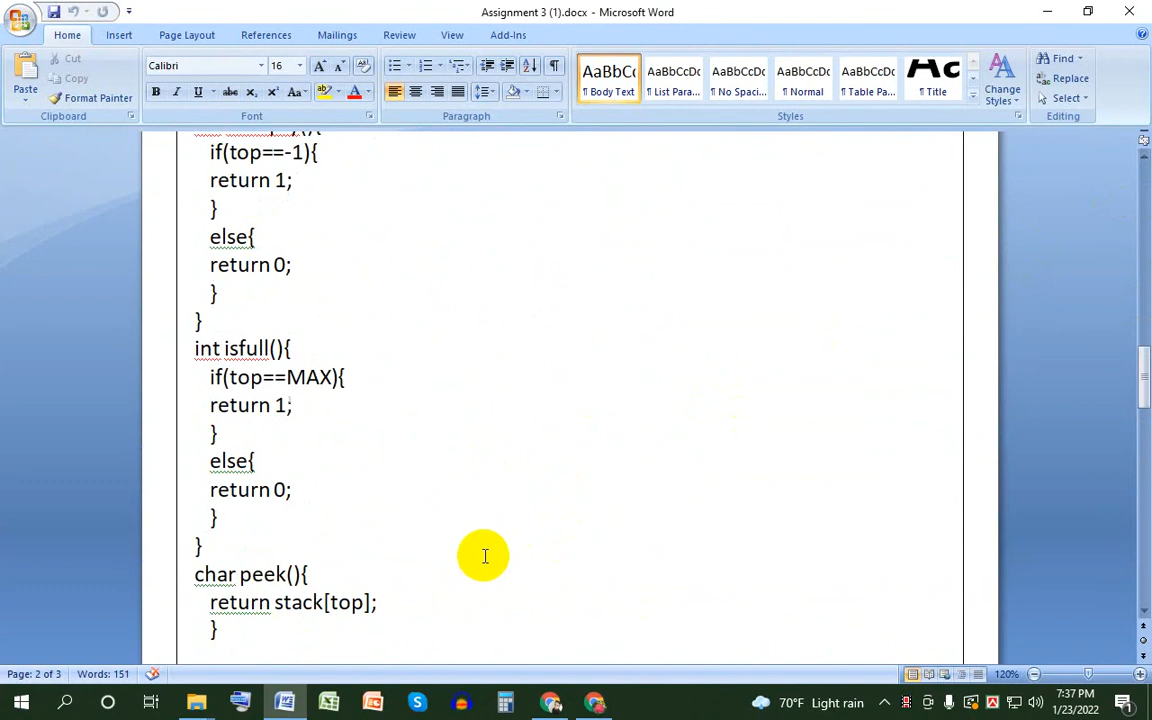 Assignment 3 (1).docx - Microsoft Word
Home Insert Page Layout References Mailings Review View Add-Ins
Paste
Cut
Copy
Format Painter
Clipboard
Calibri 16
B I U abc X₂ X² Aa
Font
Paragraph
AaBbCc AaBbCcDc AaBbCcDc AaBbCcDc AaBbCcDc AaBbC
¶ Body Text ¶ List Para... ¶ No Spaci... ¶ Normal ¶ Table Pa... ¶ Title
Change Styles
Styles
Find
Replace
Select
Editing
if(top==-1){
return 1;
}
else{
return 0;
}
}
int isfull(){
if(top==MAX){
return 1;
}
else{
return 0;
}
}
char peek(){
return stack[top];
}
Page: 2 of 3 Words: 151
120%
70°F Light rain
7:37 PM
1/23/2022